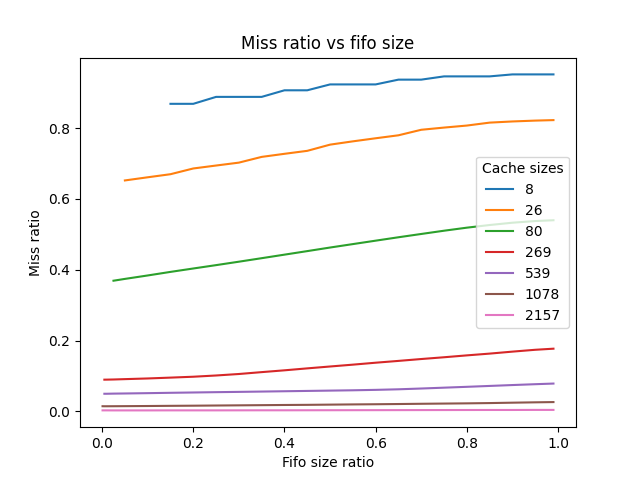 Miss ratio vs fifo size
Miss ratio
0.8
0.6
0.4
0.2
0.0
Cache sizes
8
26
80
269
539
1078
2157
0.0 0.2 0.4 0.6 0.8 1.0
Fifo size ratio